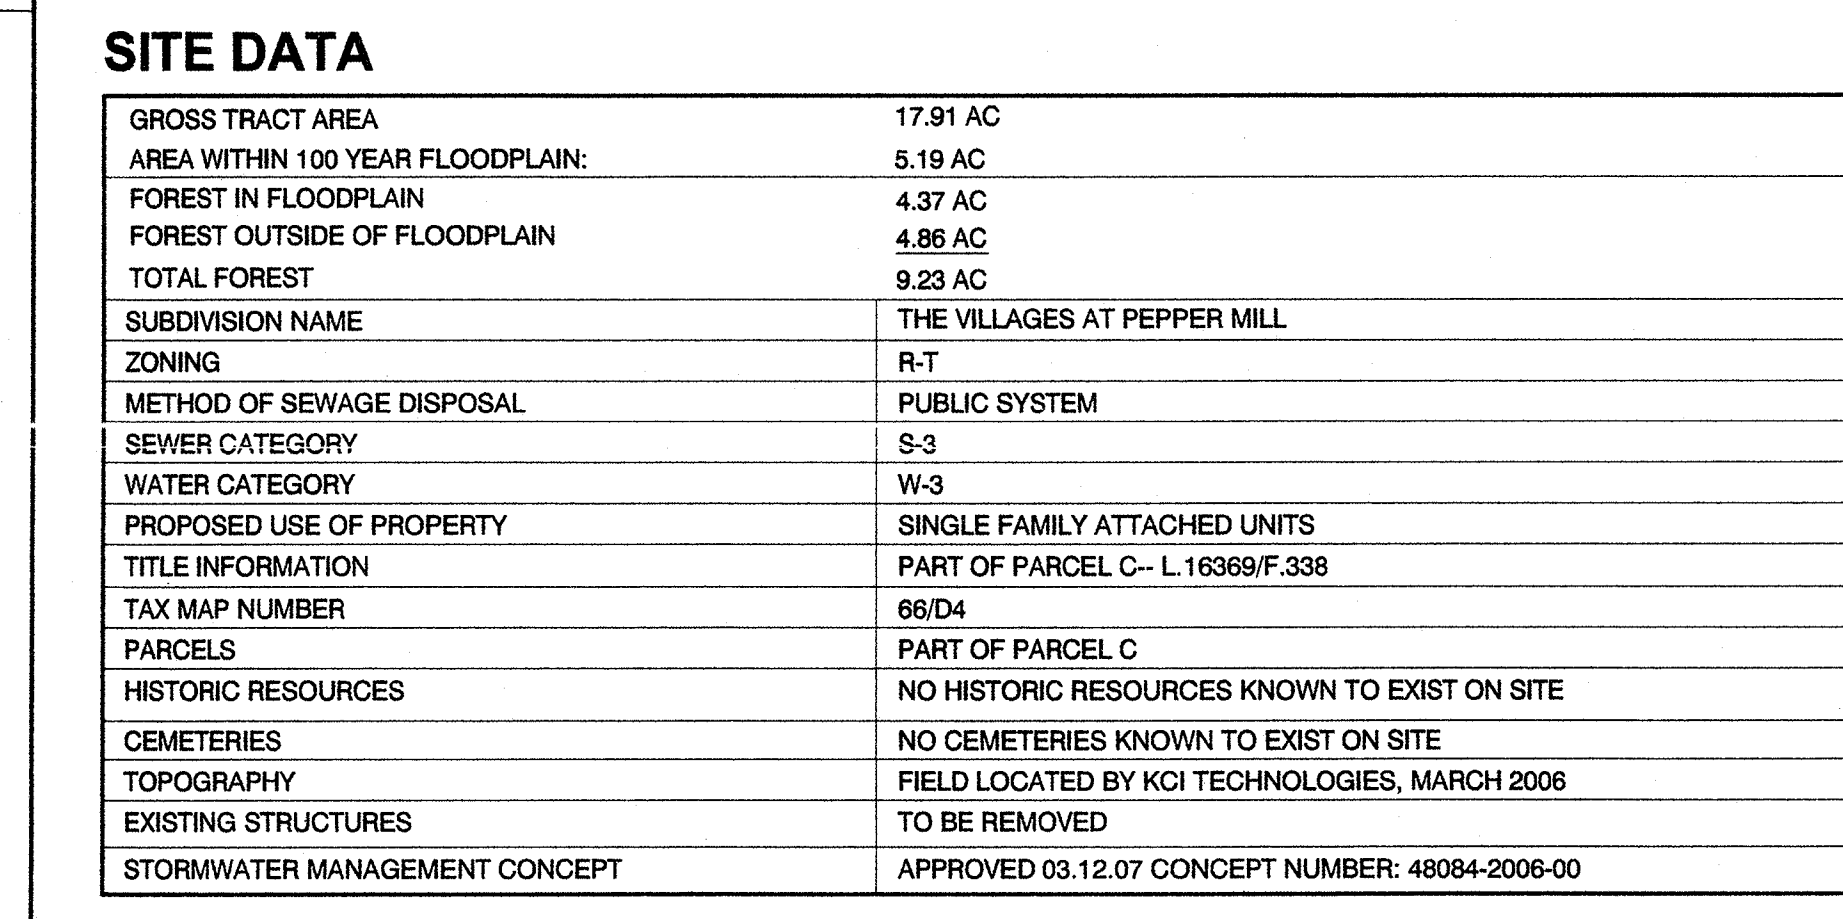 SITE DATA
GROSS TRACT AREA 17.91 AC
AREA WITHIN 100 YEAR FLOODPLAIN: 5.19 AC
FOREST IN FLOODPLAIN 4.37 AC
FOREST OUTSIDE OF FLOODPLAIN 4.86 AC
TOTAL FOREST 9.23 AC
SUBDIVISION NAME THE VILLAGES AT PEPPER MILL
ZONING R-T
METHOD OF SEWAGE DISPOSAL PUBLIC SYSTEM
SEWER CATEGORY S-3
WATER CATEGORY W-3
PROPOSED USE OF PROPERTY SINGLE FAMILY ATTACHED UNITS
TITLE INFORMATION PART OF PARCEL C-- L.16369/F.338
TAX MAP NUMBER 66/D4
PARCELS PART OF PARCEL C
HISTORIC RESOURCES NO HISTORIC RESOURCES KNOWN TO EXIST ON SITE
CEMETERIES NO CEMETERIES KNOWN TO EXIST ON SITE
TOPOGRAPHY FIELD LOCATED BY KCI TECHNOLOGIES, MARCH 2006
EXISTING STRUCTURES TO BE REMOVED
STORMWATER MANAGEMENT CONCEPT APPROVED 03.12.07 CONCEPT NUMBER: 48084-2006-00